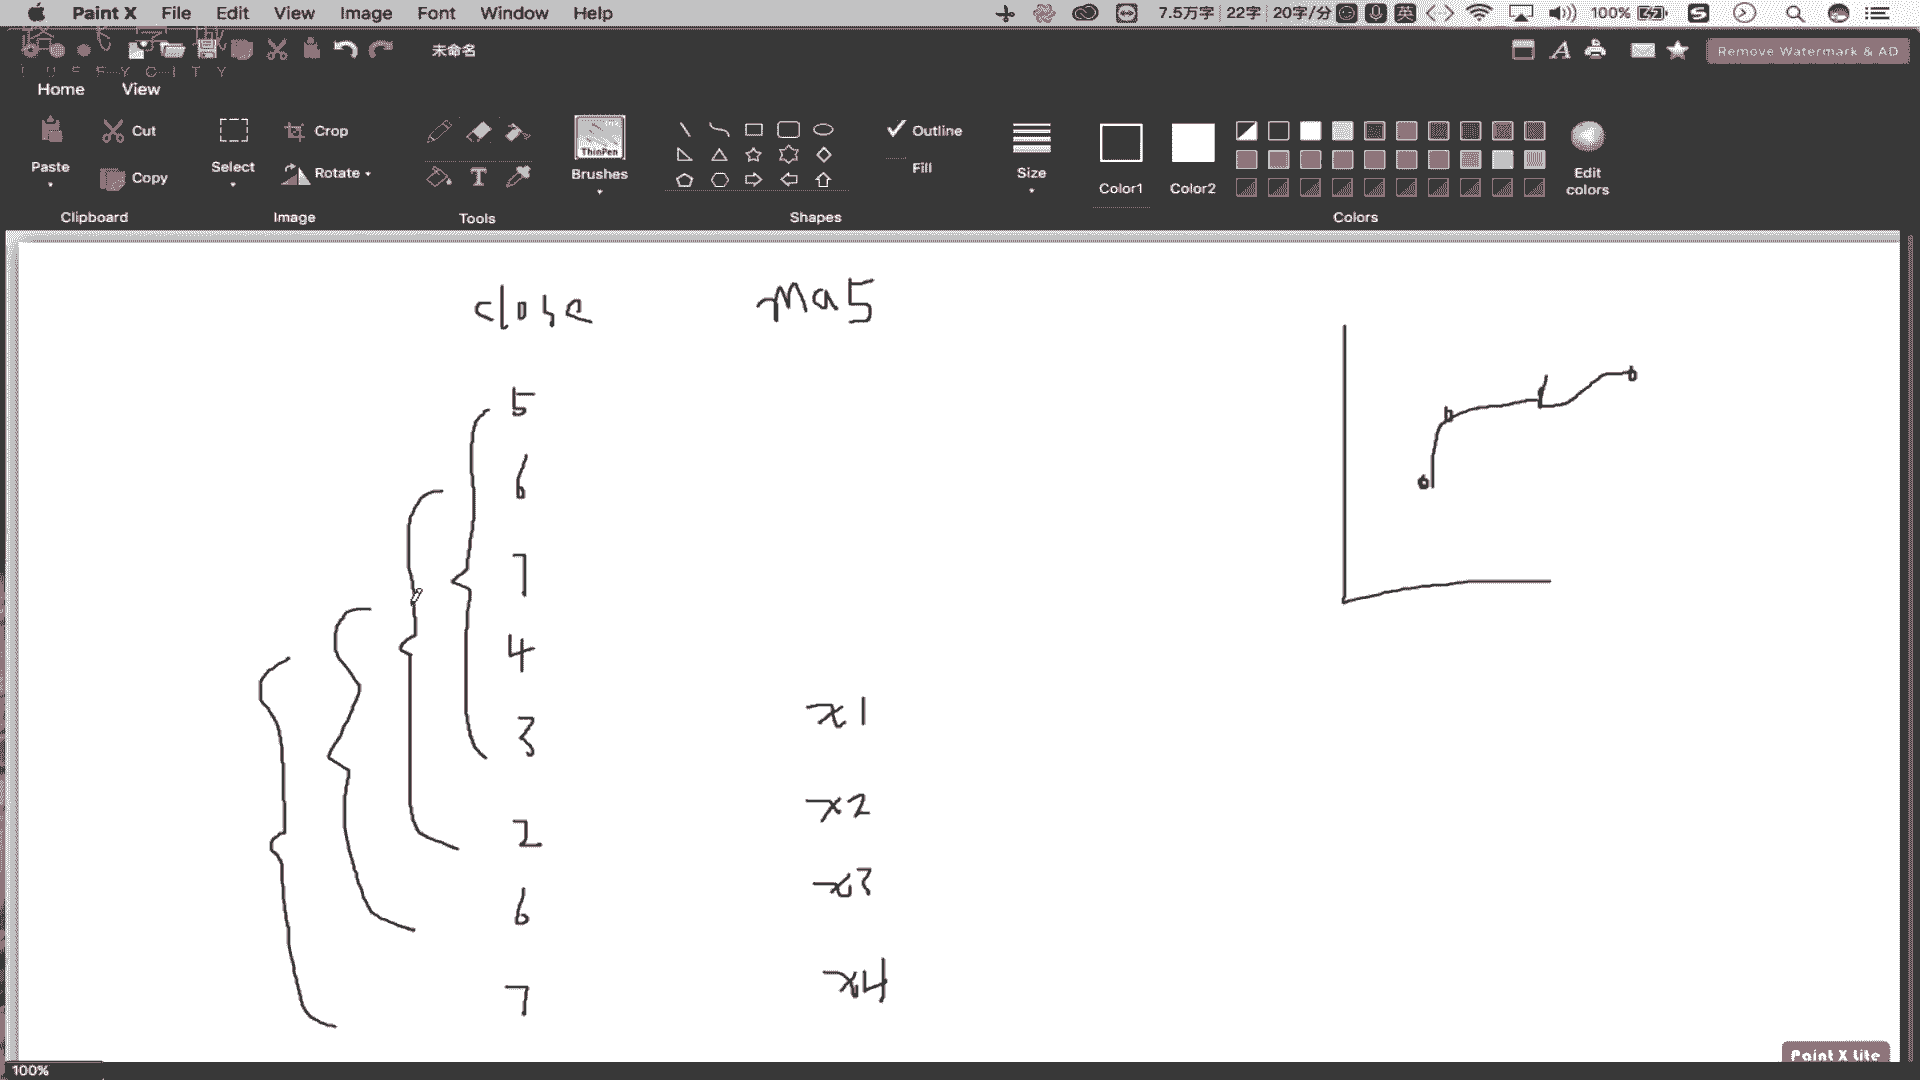 Paint X File Edit View Image Font Window Help 7.5万字 22字 20字/分 英 100%
LUFFYCITY
未命名
Remove Watermark & AD
Home View
Paste Cut Copy Select Crop Rotate ThinPen Brushes Outline Fill Size Color1 Color2 Edit colors
Clipboard Image Tools Shapes Colors
close ma5
5
6
7
4
3 x1
2 x2
6 x3
7 x4
Paint X Lite
100%